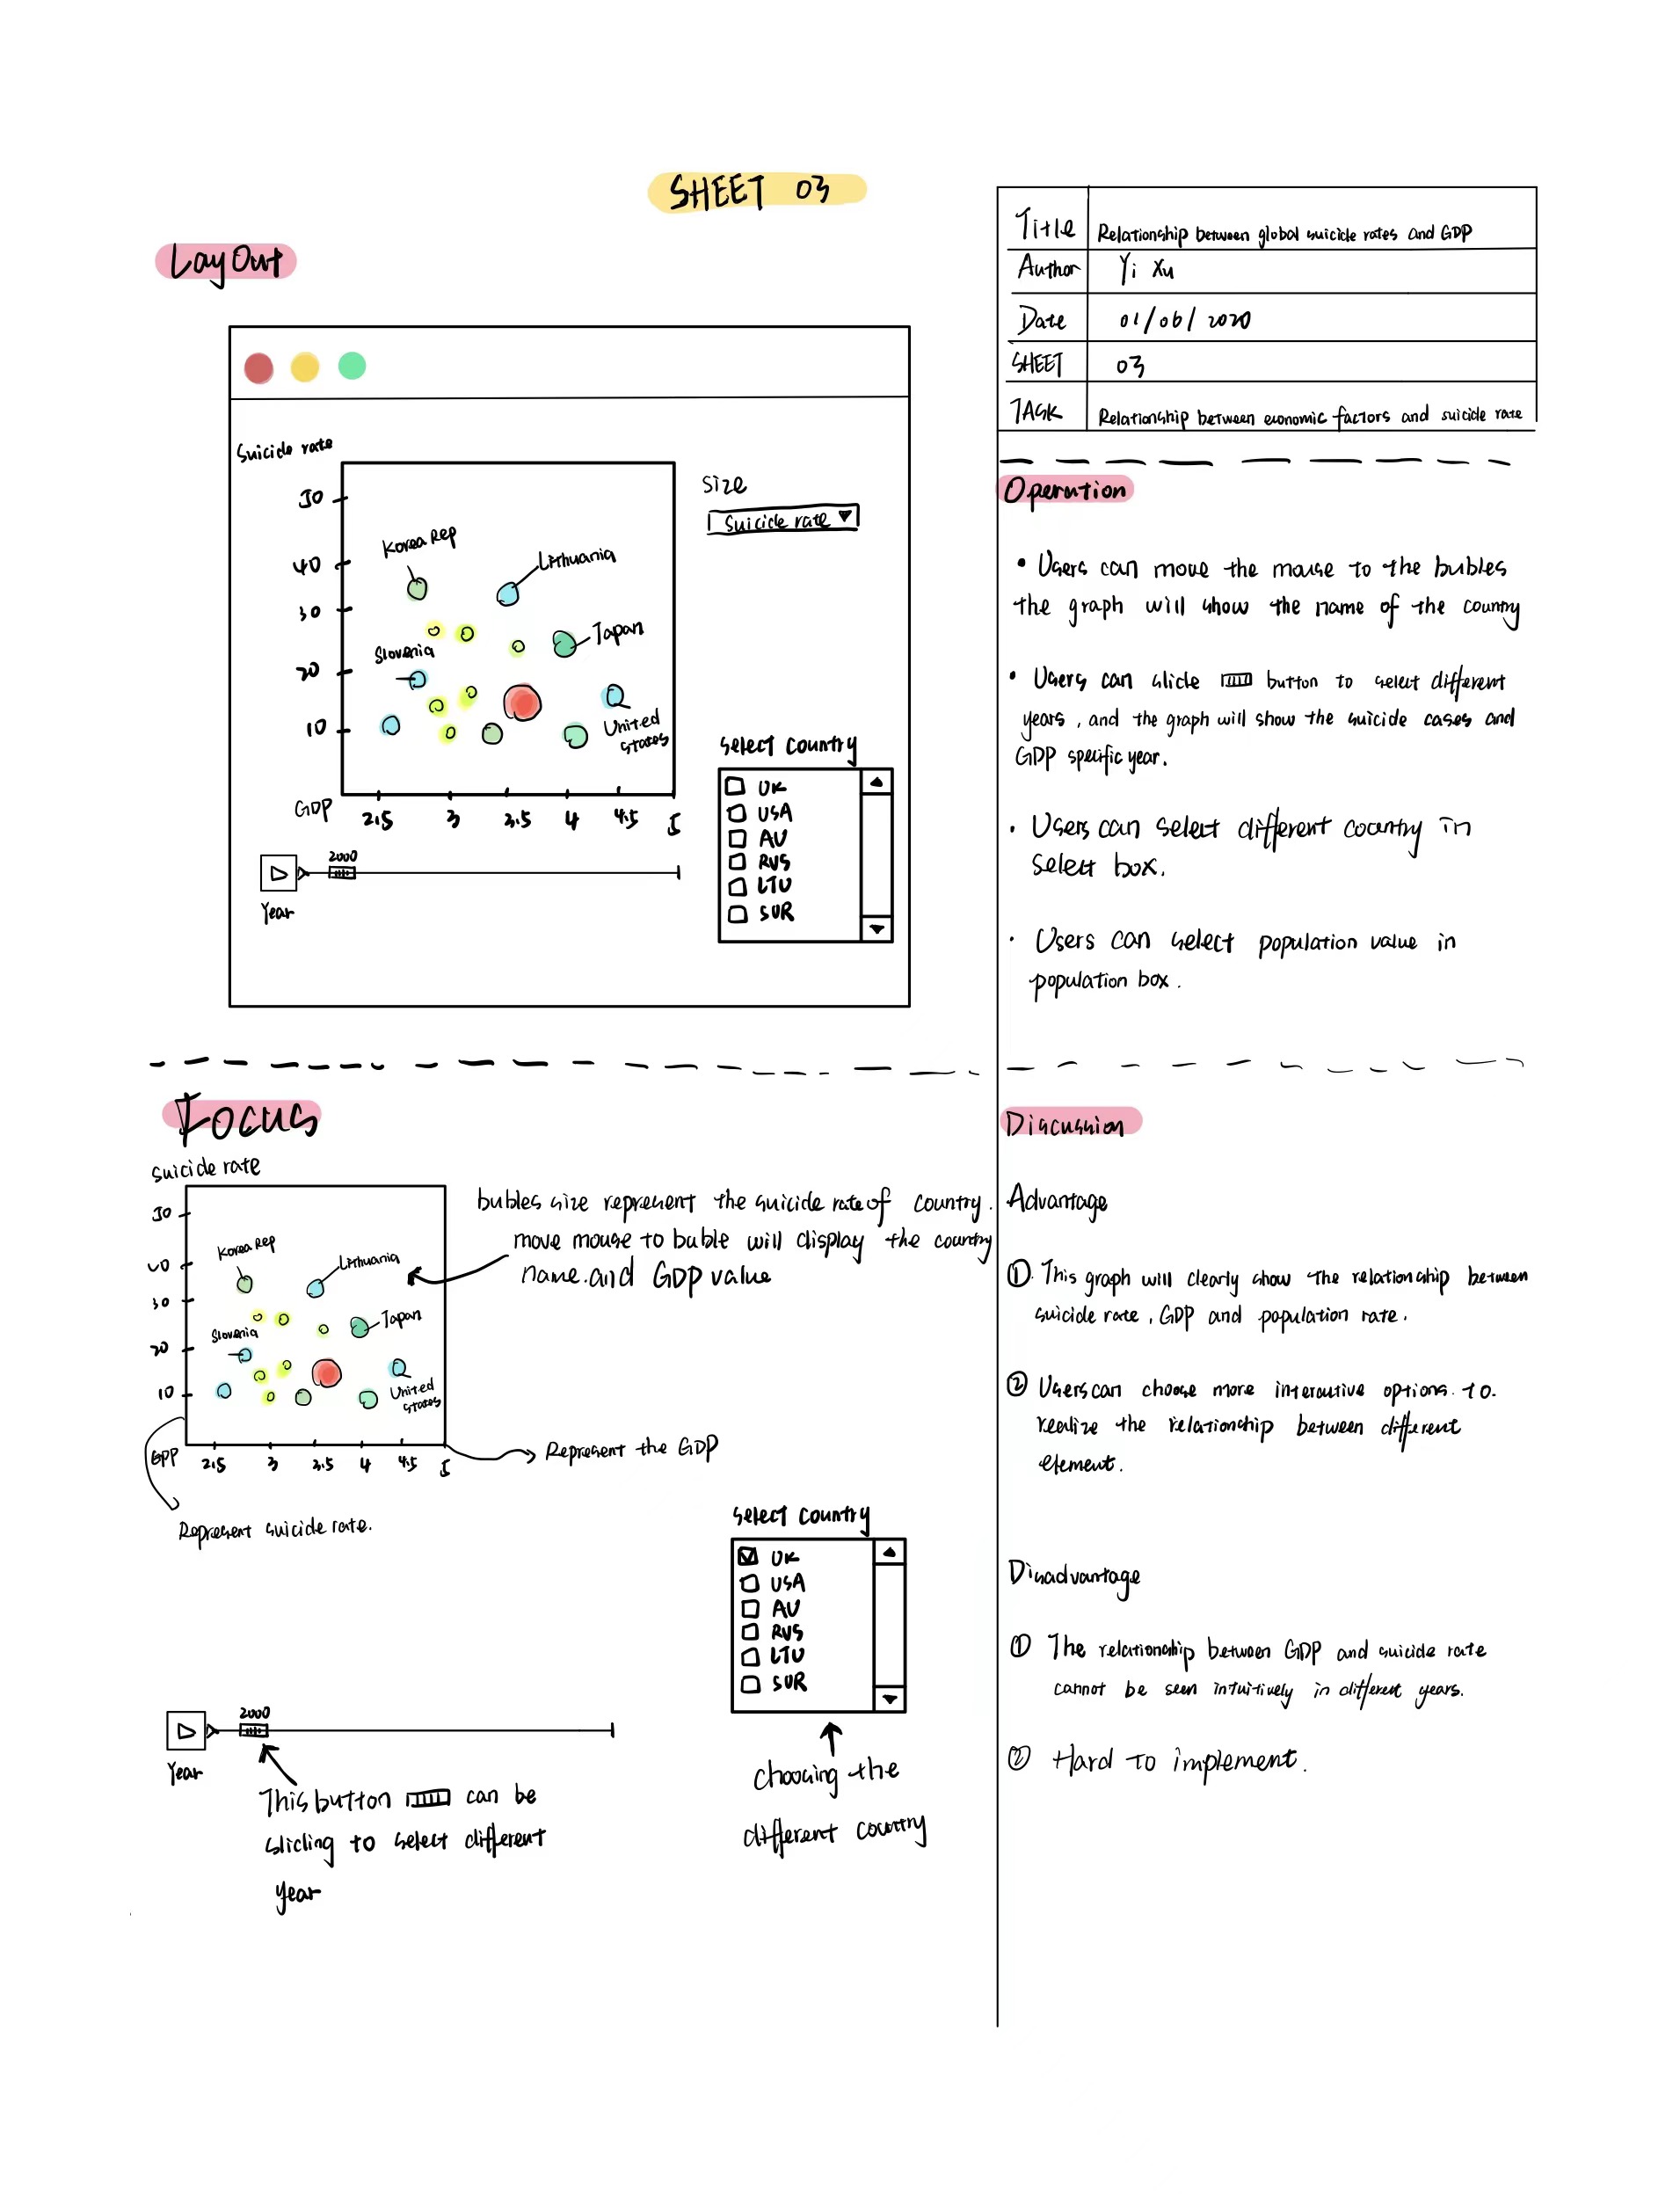 SHEET 03
LayOut
Suicide rate
50
40
30
20
10
Korea Rep
Lithuania
Japan
Slovenia
United
States
GDP
2.5 3 3.5 4 4.5 5
Size
Suicide rate
Select Country
UK
USA
AU
RUS
LTU
SUR
2000
Year
Title Relationship between global suicide rates and GDP
Author Yi Xu
Date 01/06/2020
SHEET 03
TASK Relationship between economic factors and suicide rate
Operation
• Users can move the mouse to the bubles
the graph will show the name of the country
• Users can slide button to select different
years, and the graph will show the suicide cases and
GDP specific year.
• Users can select different country in
select box.
• Users can select population value in
population box.
Focus
suicide rate
50
40
30
20
10
Korea Rep
Lithuania
Japan
Slovenia
United
States
GDP
2.5 3 3.5 4 4.5 5
bubles size represent the suicide rate of country.
move mouse to buble will display the country
name. and GDP value
Represent the GDP
Represent suicide rate.
Select Country
UK
USA
AU
RUS
LTU
SUR
choosing the
different country
2000
Year
This button can be
sliding to select different
year
Discussion
Advantage
① This graph will clearly show the relationship between
suicide rate, GDP and population rate.
② Users can choose more interactive options. to.
realize the relationship between different
element.
Disadvantage
① The relationship between GDP and suicide rate
cannot be seen intuitively in different years.
② Hard to implement.